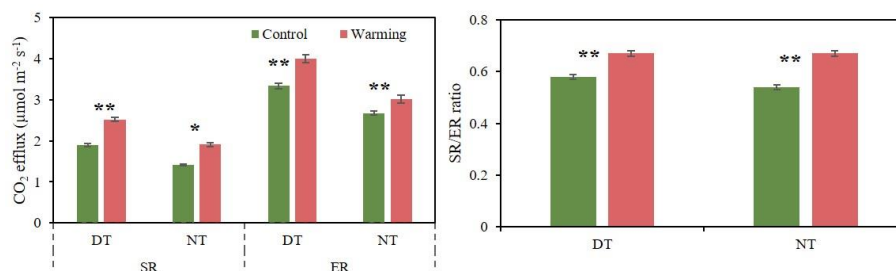 5
4
3
2
1
0
CO₂ efflux (μmol m⁻² s⁻¹)
Control Warming
** * ** **
DT NT DT NT
SR ER
0.8
0.6
0.4
0.2
0
SR/ER ratio
** **
DT NT